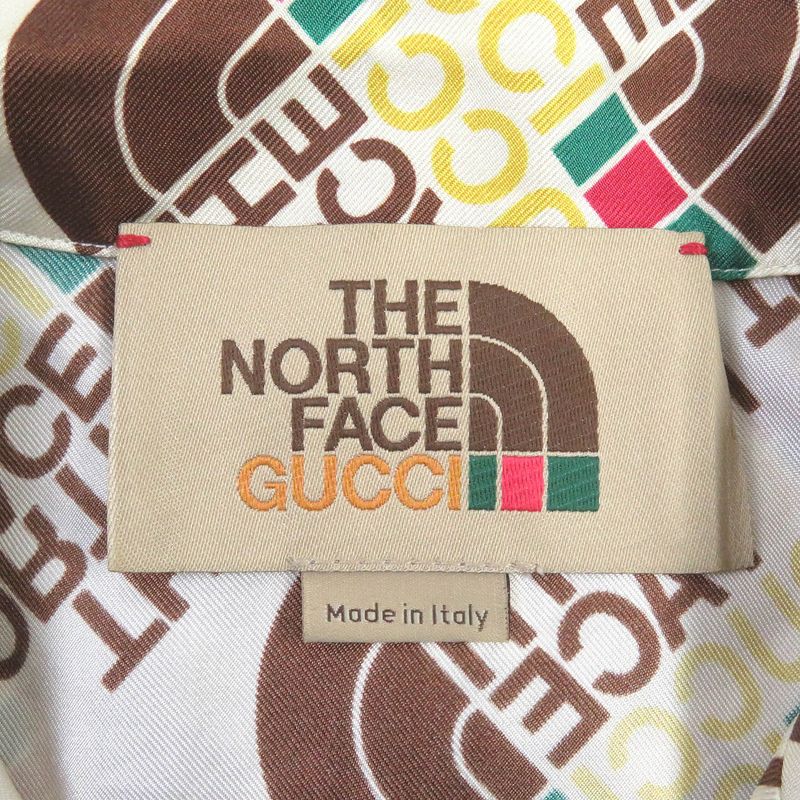 THE
NORTH
FACE
GUCCI
Made in Italy